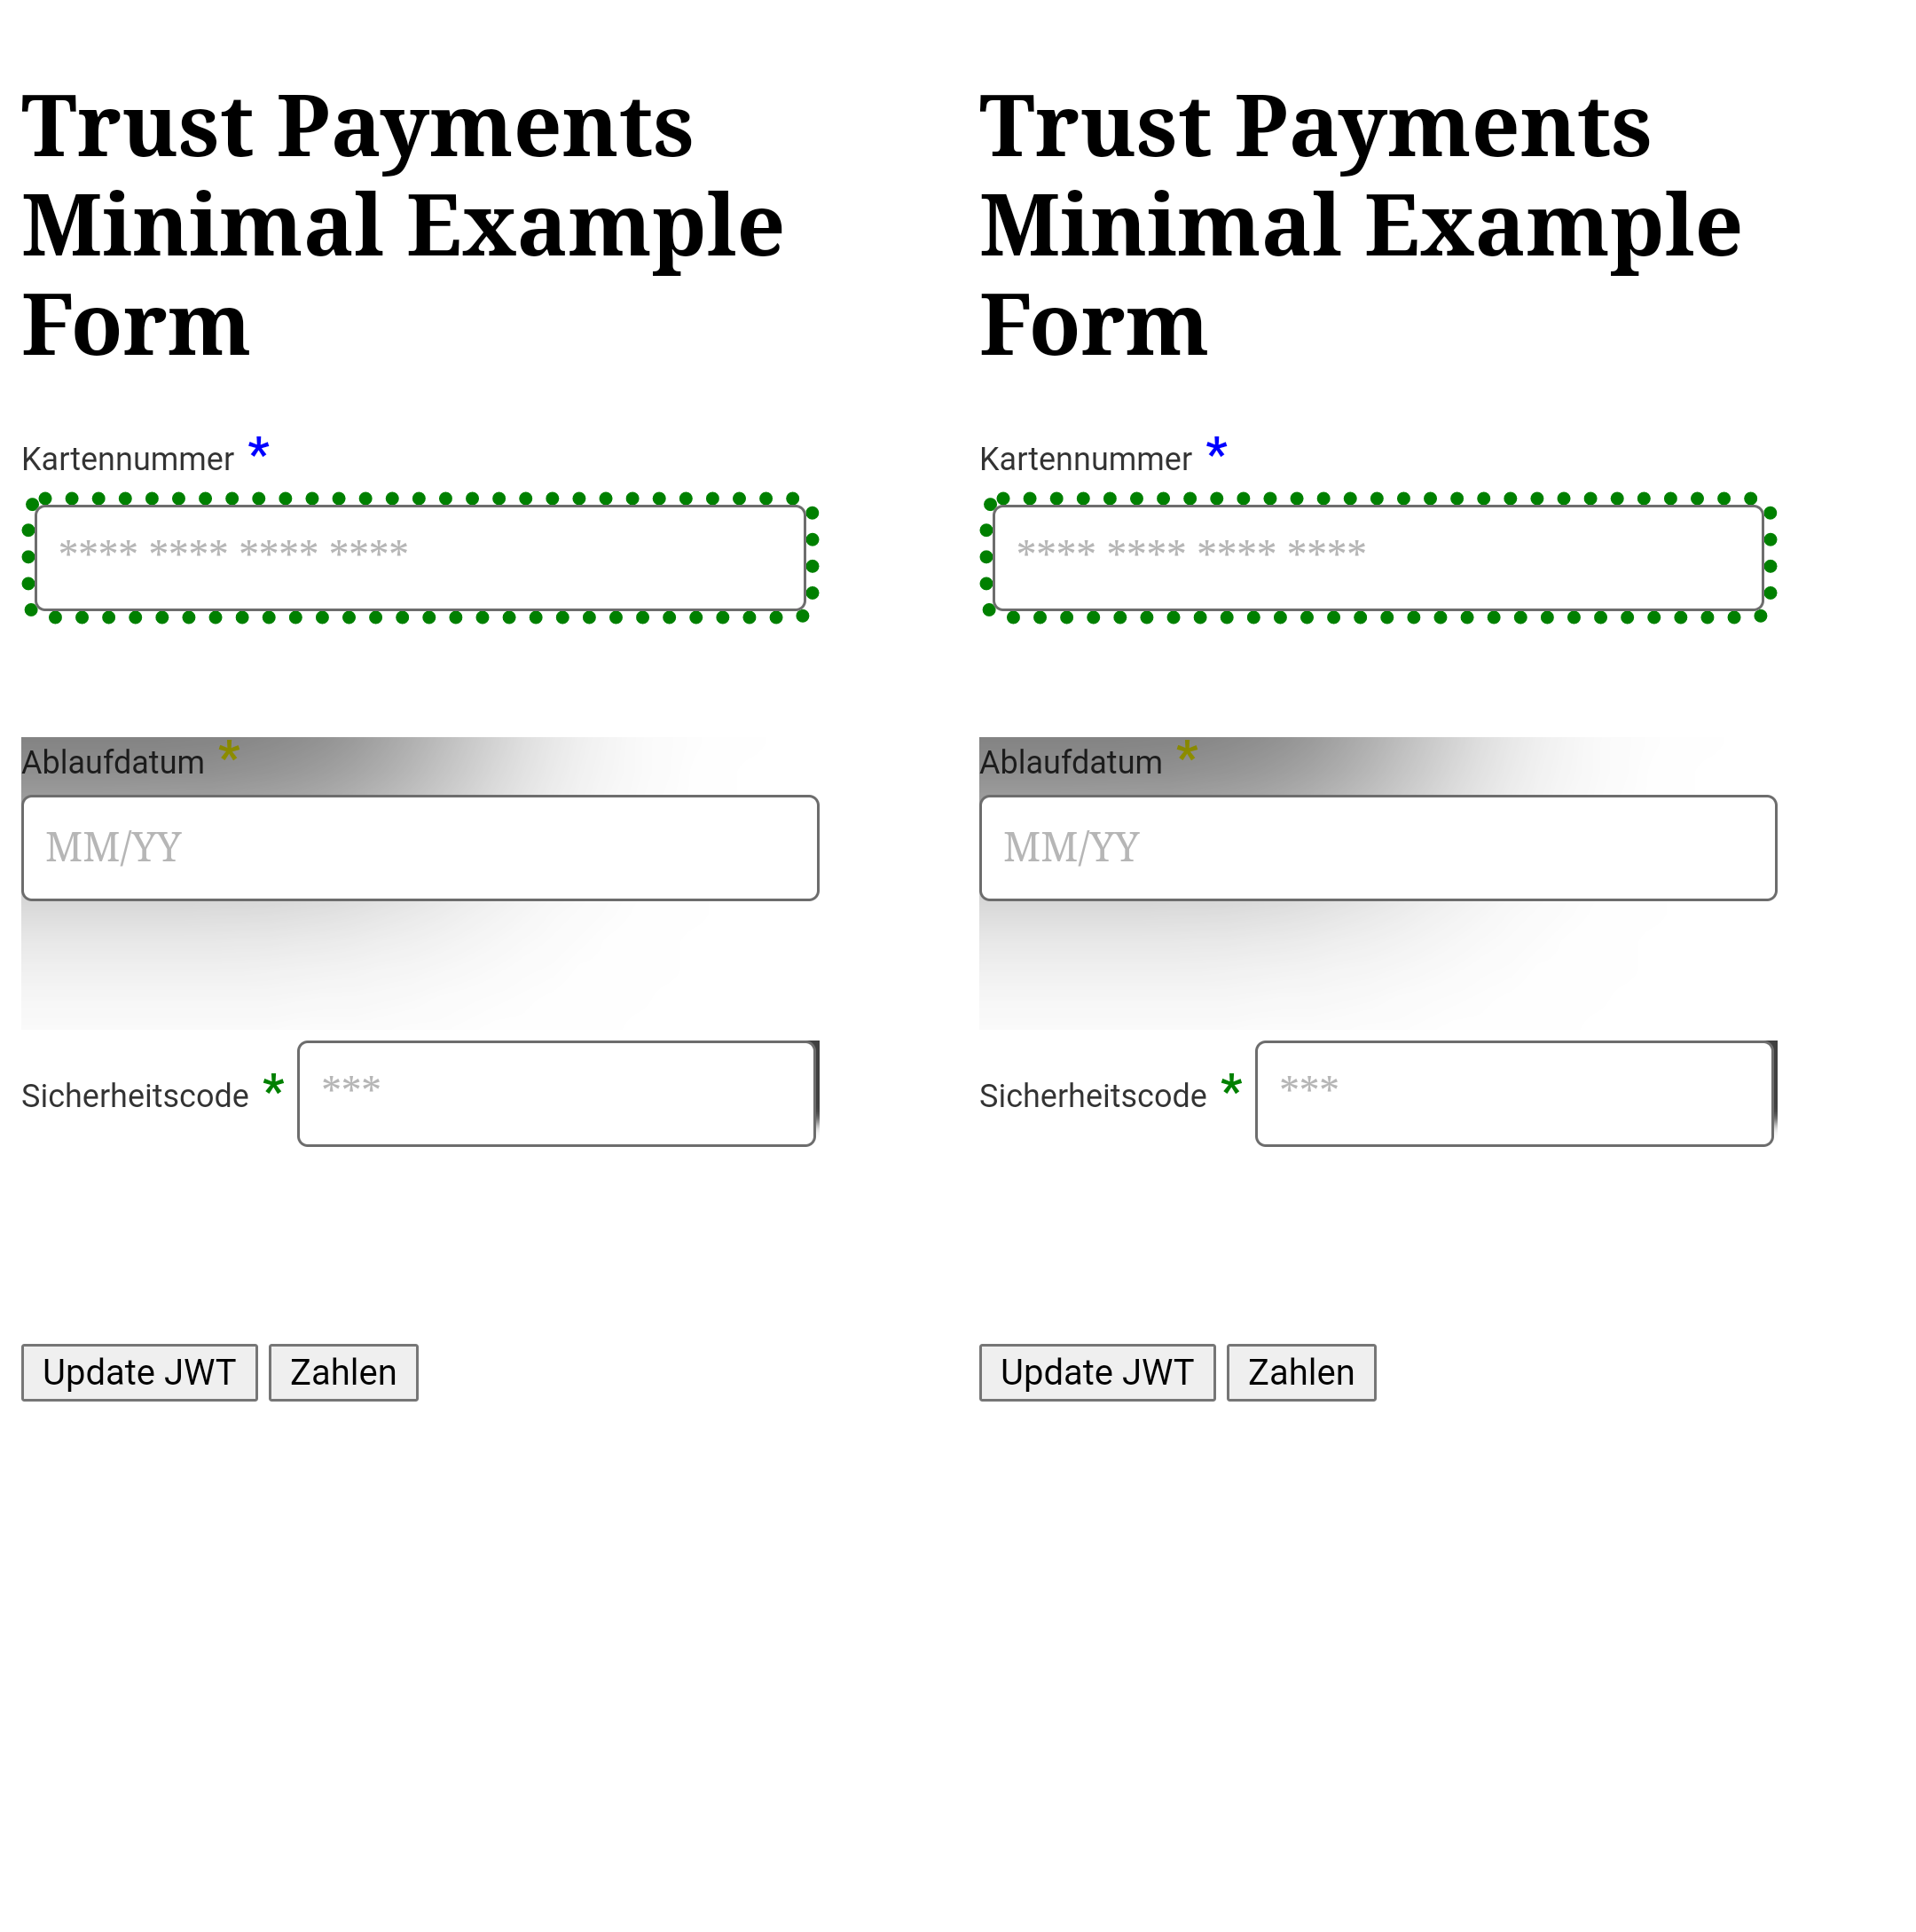 Trust Payments
Minimal Example
Form
Kartennummer *
**** **** **** ****
Ablaufdatum *
MM/YY
Sicherheitscode * ***
Update JWT Zahlen
Trust Payments
Minimal Example
Form
Kartennummer *
**** **** **** ****
Ablaufdatum *
MM/YY
Sicherheitscode * ***
Update JWT Zahlen